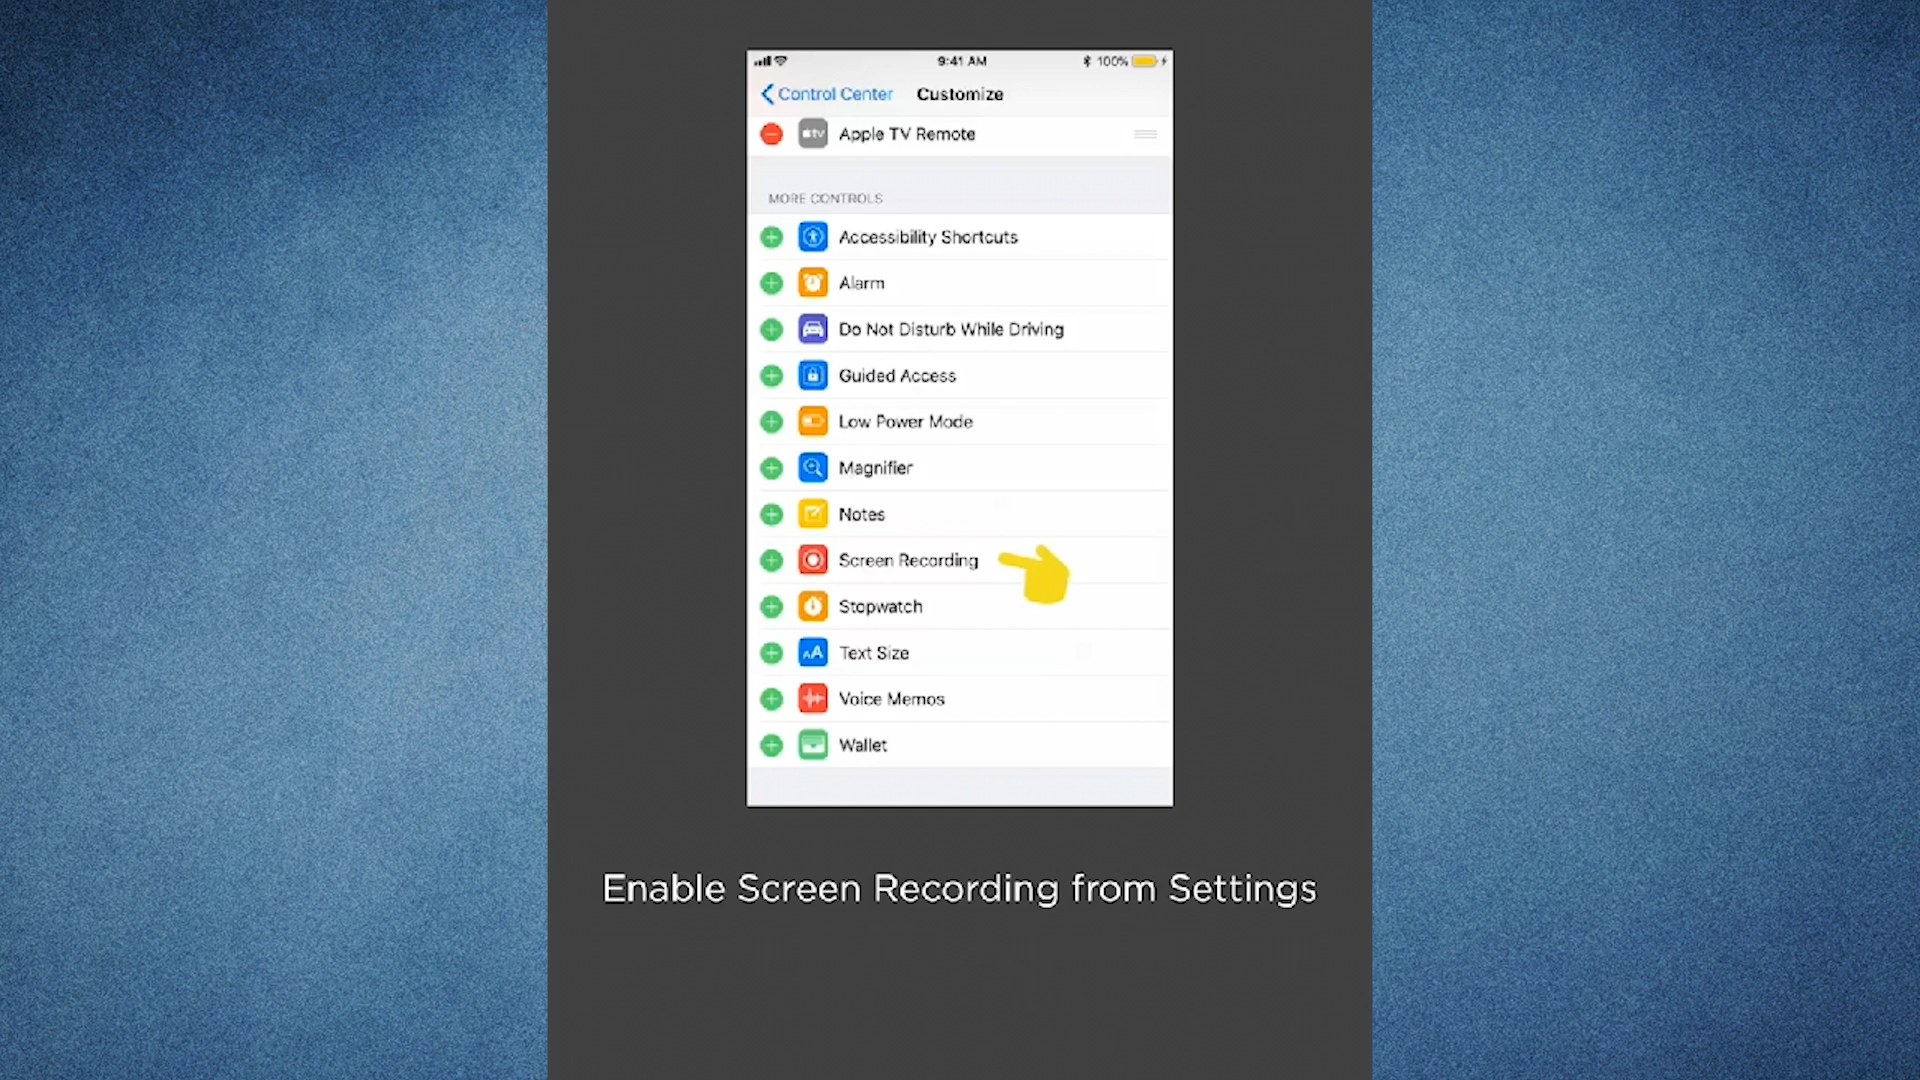 9:41 AM 100%
Control Center Customize
tv Apple TV Remote
MORE CONTROLS
Accessibility Shortcuts
Alarm
Do Not Disturb While Driving
Guided Access
Low Power Mode
Magnifier
Notes
Screen Recording
Stopwatch
AA Text Size
Voice Memos
Wallet
Enable Screen Recording from Settings